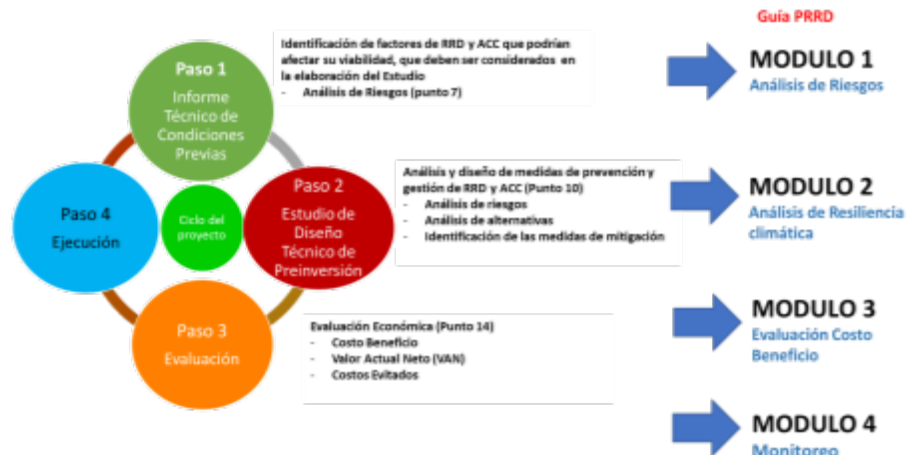 Guía PRRD
Paso 1
Informe
Técnico de
Condiciones
Previas
Identificación de factores de RRD y ACC que podrían
afectar su viabilidad, que deben ser considerados en
la elaboración del Estudio
- Análisis de Riesgos (punto 7)
MODULO 1
Análisis de Riesgos
Paso 2
Estudio de
Diseño
Técnico de
Preinversión
Análisis y diseño de medidas de prevención y
gestión de RRD y ACC (Punto 10)
- Análisis de riesgos
- Análisis de alternativas
- Identificación de las medidas de mitigación
MODULO 2
Análisis de Resiliencia
climática
Paso 4
Ejecución
Ciclo del
proyecto
Paso 3
Evaluación
Evaluación Económica (Punto 14)
- Costo Beneficio
- Valor Actual Neto (VAN)
- Costos Evitados
MODULO 3
Evaluación Costo
Beneficio
MODULO 4
Monitoreo